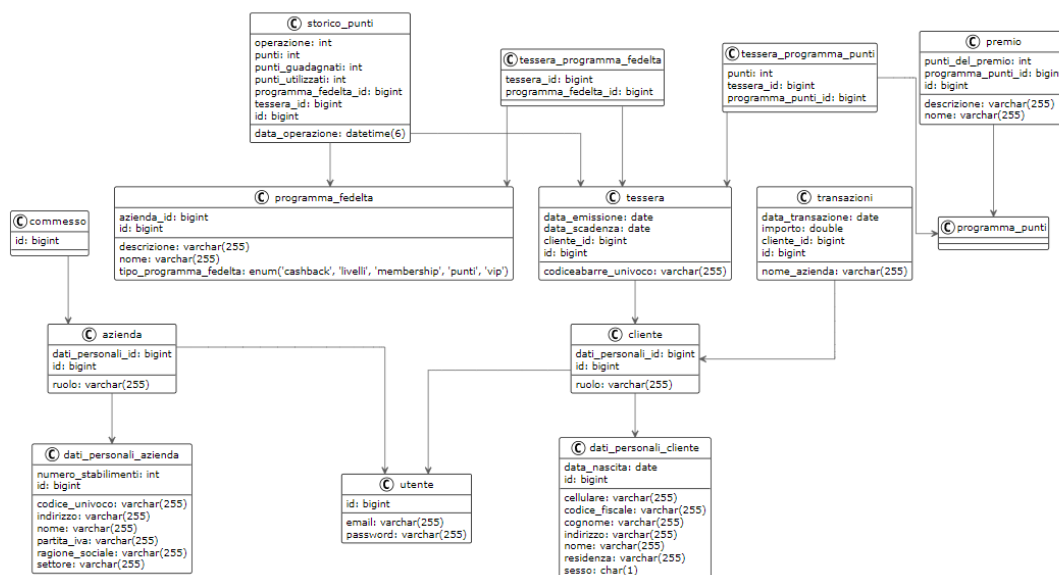 C storico_punti
operazione: int
punti: int
punti_guadagnati: int
punti_utilizzati: int
programma_fedelta_id: bigint
tessera_id: bigint
id: bigint
data_operazione: datetime(6)
C tessera_programma_fedelta
tessera_id: bigint
programma_fedelta_id: bigint
C tessera_programma_punti
punti: int
tessera_id: bigint
programma_punti_id: bigint
C premio
punti_del_premio: int
programma_punti_id: bigint
id: bigint
descrizione: varchar(255)
nome: varchar(255)
C commesso
id: bigint
C programma_fedelta
azienda_id: bigint
id: bigint
descrizione: varchar(255)
nome: varchar(255)
tipo_programma_fedelta: enum('cashback', 'livelli', 'membership', 'punti', 'vip')
C tessera
data_emissione: date
data_scadenza: date
cliente_id: bigint
id: bigint
codiceabarre_univoco: varchar(255)
C transazioni
data_transazione: date
importo: double
cliente_id: bigint
id: bigint
nome_azienda: varchar(255)
C programma_punti
C azienda
dati_personali_id: bigint
id: bigint
ruolo: varchar(255)
C cliente
dati_personali_id: bigint
id: bigint
ruolo: varchar(255)
C dati_personali_azienda
numero_stabilimenti: int
id: bigint
codice_univoco: varchar(255)
indirizzo: varchar(255)
nome: varchar(255)
partita_iva: varchar(255)
ragione_sociale: varchar(255)
settore: varchar(255)
C utente
id: bigint
email: varchar(255)
password: varchar(255)
C dati_personali_cliente
data_nascita: date
id: bigint
cellulare: varchar(255)
codice_fiscale: varchar(255)
cognome: varchar(255)
indirizzo: varchar(255)
nome: varchar(255)
residenza: varchar(255)
sesso: char(1)